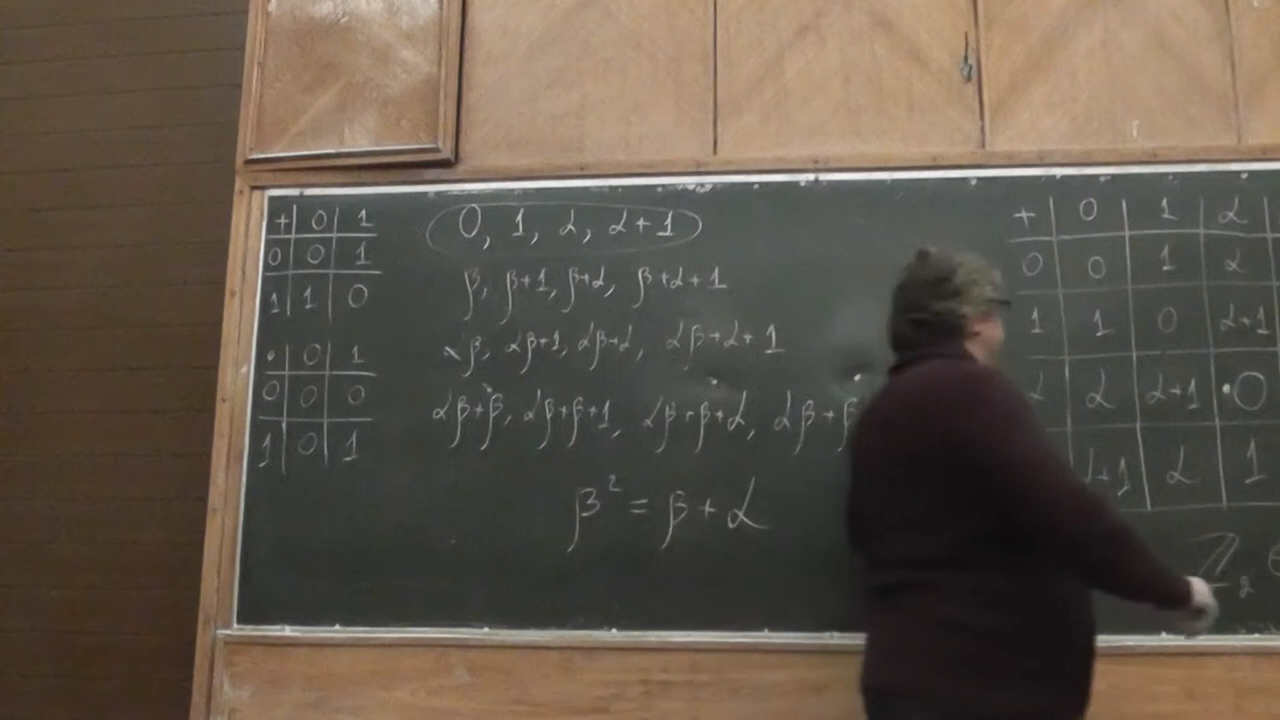 + 0 1
0 0 1
1 1 0
· 0 1
0 0 0
1 0 1
0, 1, α, α+1
β, β+1, β+α, β+α+1
αβ, αβ+1, αβ+α, αβ+α+1
αβ+β, αβ+β+1, αβ+β+α, αβ+β
β² = β+α
+ 0 1 α
0 0 1 α
1 1 0 α+1
α α α+1 0
α+1 α 1
ℤ₂